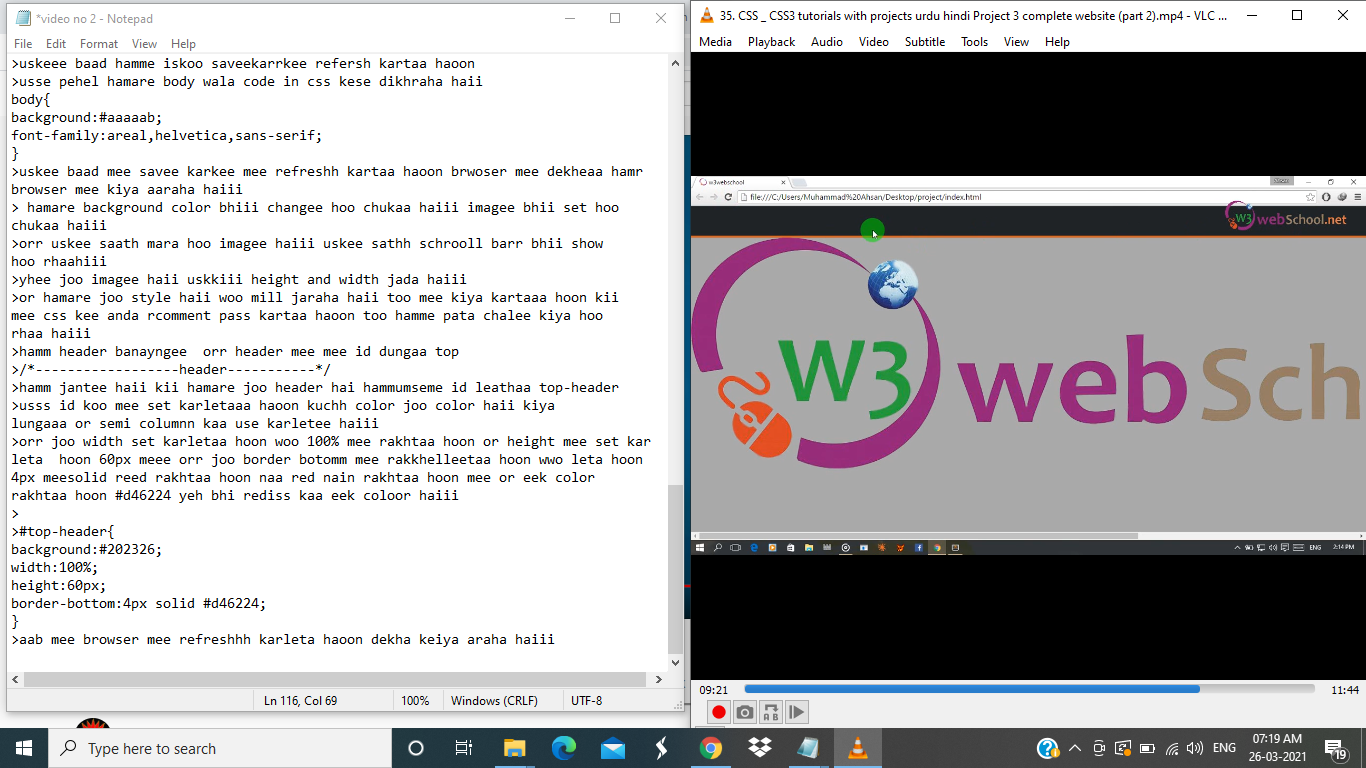 *video no 2 - Notepad
File Edit Format View Help
>uskeee baad hamme iskoo saveekarrkee refersh kartaa haoon
>usse pehel hamare body wala code in css kese dikhraha haii
body{
background:#aaaaab;
font-family:areal,helvetica,sans-serif;
}
>uskee baad mee savee karkee mee refreshh kartaa haoon brwoser mee dekheaa hamr
browser mee kiya aaraha haiii
> hamare background color bhiii changee hoo chukaa haiii imagee bhii set hoo
chukaa haiii
>orr uskee saath mara hoo imagee haiii uskee sathh schrooll barr bhii show
hoo rhaahiii
>yhee joo imagee haii uskkiii height and width jada haiii
>or hamare joo style haii woo mill jaraha haii too mee kiya kartaaa hoon kii
mee css kee anda rcomment pass kartaa haoon too hamme pata chalee kiya hoo
rhaa haiii
>hamm header banayngee  orr header mee mee id dungaa top
>/*------------------header-----------*/
>hamm jantee haii kii hamare joo header hai hammumseme id leathaa top-header
>usss id koo mee set karletaaa haoon kuchh color joo color haii kiya
lungaaa or semi columnn kaa use karletee haiii
>orr joo width set karletaa hoon woo 100% mee rakhtaa hoon or height mee set kar
leta  hoon 60px meee orr joo border botomm mee rakkhelleetaa hoon wwo leta hoon
4px meesolid reed rakhtaa hoon naa red nain rakhtaa hoon mee or eek color
rakhtaa hoon #d46224 yeh bhi rediss kaa eek coloor haiii
>
>#top-header{
background:#202326;
width:100%;
height:60px;
border-bottom:4px solid #d46224;
}
>aab mee browser mee refreshhh karleta haoon dekha keiya araha haiii
Ln 116, Col 69 100% Windows (CRLF) UTF-8
35. CSS _ CSS3 tutorials with projects urdu hindi Project 3 complete website (part 2).mp4 - VLC ...
Media Playback Audio Video Subtitle Tools View Help
w3webschool
file:///C:/Users/Muhammad%20Ahsan/Desktop/project/index.html
W3 webSchool.net
W3 webSch
ENG 2:14 PM
09:21 11:44
A B
Type here to search
ENG
07:19 AM
26-03-2021
19